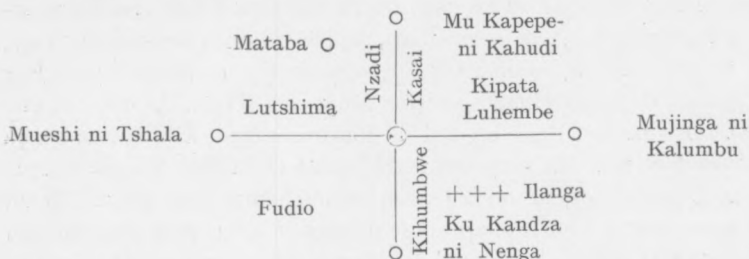 Mu Kapepe-
ni Kahudi
Mataba
Nzadi
Kasai
Kipata
Luhembe
Lutshima
Mueshi ni Tshala
Mujinga ni
Kalumbu
Kihumbwe
+++ Ilanga
Fudio
Ku Kandza
ni Nenga